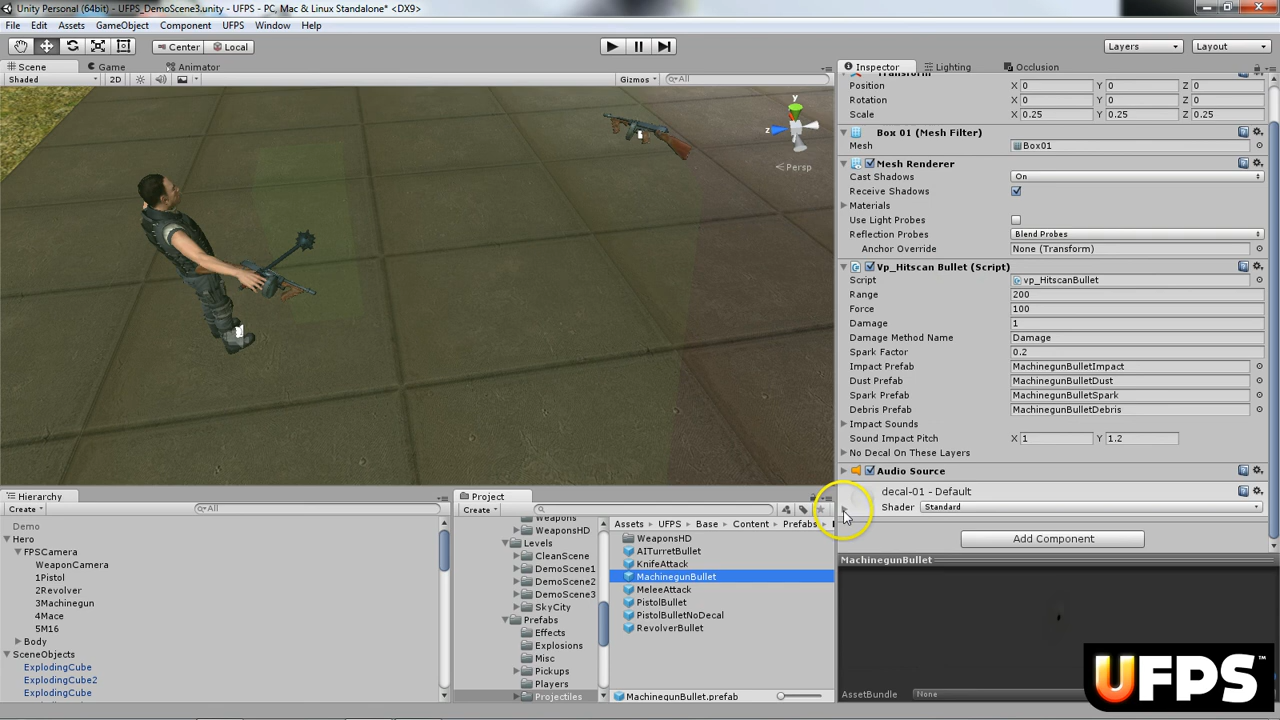 Unity Personal (64bit) - UFPS_DemoScene3.unity - UFPS - PC, Mac & Linux Standalone* <DX9>
File Edit Assets GameObject Component UFPS Window Help
Center Local Layers Layout
Scene Game Animator Inspector Lighting Occlusion
Shaded 2D Gizmos All
Transform
Position X 0 Y 0 Z 0
Rotation X 0 Y 0 Z 0
Scale X 0.25 Y 0.25 Z 0.25
y
z
Persp
Box 01 (Mesh Filter)
Mesh Box01
Mesh Renderer
Cast Shadows On
Receive Shadows
Materials
Use Light Probes
Reflection Probes Blend Probes
Anchor Override None (Transform)
Vp_Hitscan Bullet (Script)
Script vp_HitscanBullet
Range 200
Force 100
Damage 1
Damage Method Name Damage
Spark Factor 0.2
Impact Prefab MachinegunBulletImpact
Dust Prefab MachinegunBulletDust
Spark Prefab MachinegunBulletSpark
Debris Prefab MachinegunBulletDebris
Impact Sounds
Sound Impact Pitch X 1 Y 1.2
No Decal On These Layers
Audio Source
decal-01 - Default
Shader Standard
Add Component
MachinegunBullet
AssetBundle None
Hierarchy
Create All
Demo
Hero
FPSCamera
WeaponCamera
1Pistol
2Revolver
3Machinegun
4Mace
5M16
Body
SceneObjects
ExplodingCube
ExplodingCube2
ExplodingCube
Project
Create
Weapons
WeaponsHD
Levels
CleanScene
DemoScene1
DemoScene2
DemoScene3
SkyCity
Prefabs
Effects
Explosions
Misc
Pickups
Players
Projectiles
Assets UFPS Base Content Prefabs
WeaponsHD
AITurretBullet
KnifeAttack
MachinegunBullet
MeleeAttack
PistolBullet
PistolBulletNoDecal
RevolverBullet
MachinegunBullet.prefab
UFPS™